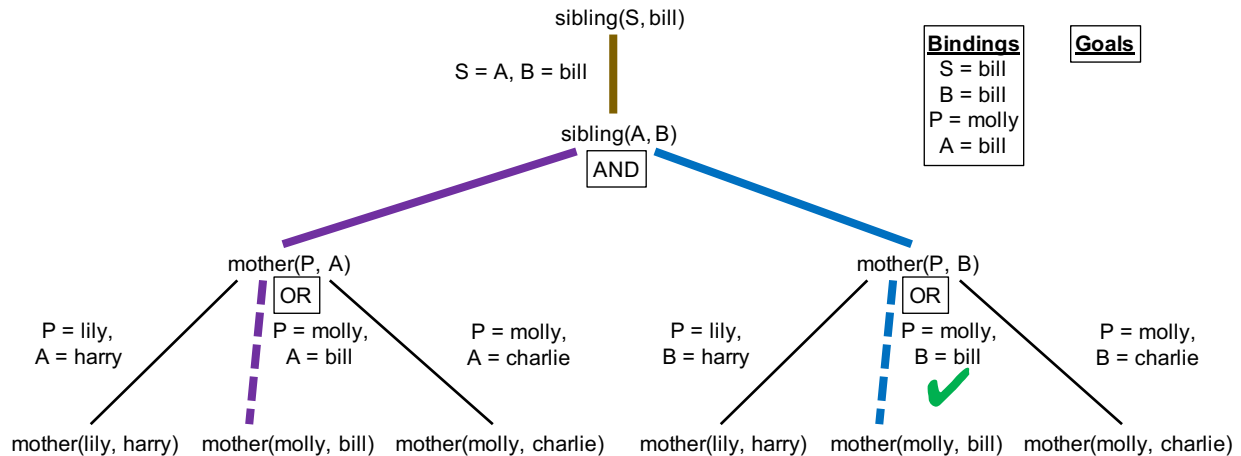 sibling(S, bill)
S = A, B = bill
Bindings
S = bill
B = bill
P = molly
A = bill
Goals
sibling(A, B)
AND
mother(P, A)
OR
mother(P, B)
OR
P = lily,
A = harry
P = molly,
A = bill
P = molly,
A = charlie
P = lily,
B = harry
P = molly,
B = bill
P = molly,
B = charlie
mother(lily, harry)
mother(molly, bill)
mother(molly, charlie)
mother(lily, harry)
mother(molly, bill)
mother(molly, charlie)